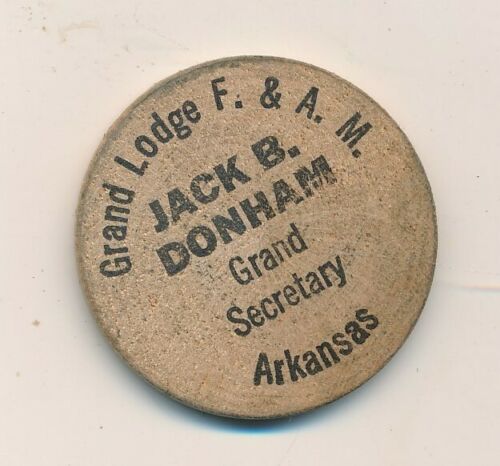 Grand Lodge F. & A. M.
JACK B.
DONHAM
Grand
Secretary
Arkansas